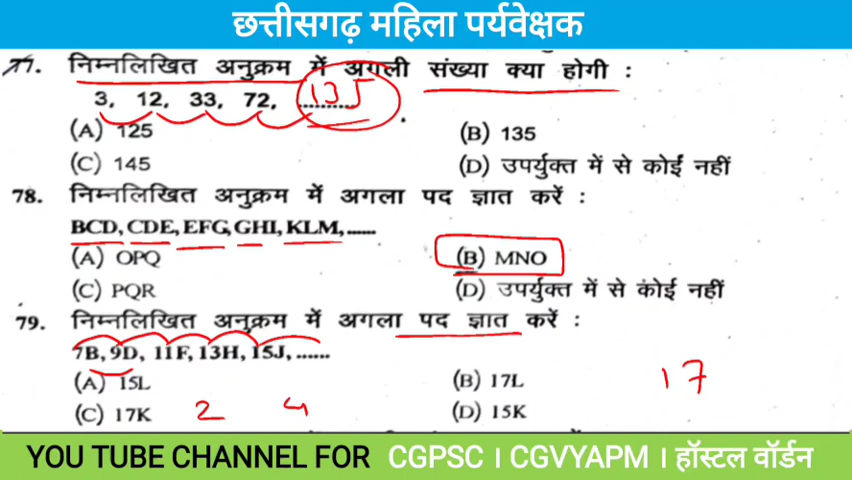 छत्तीसगढ़ महिला पर्यवेक्षक
77. निम्नलिखित अनुक्रम में अगली संख्या क्या होगी :
3, 12, 33, 72, .......... 135
(A) 125 (B) 135
(C) 145 (D) उपर्युक्त में से कोई नहीं
78. निम्नलिखित अनुक्रम में अगला पद ज्ञात करें :
BCD, CDE, EFG, GHI, KLM, ......
(A) OPQ (B) MNO
(C) PQR (D) उपर्युक्त में से कोई नहीं
79. निम्नलिखित अनुक्रम में अगला पद ज्ञात करें :
7B, 9D, 11F, 13H, 15J, ......
(A) 15L (B) 17L 17
(C) 17K 2 4 (D) 15K
YOU TUBE CHANNEL FOR CGPSC । CGVYAPM । हॉस्टल वॉर्डन